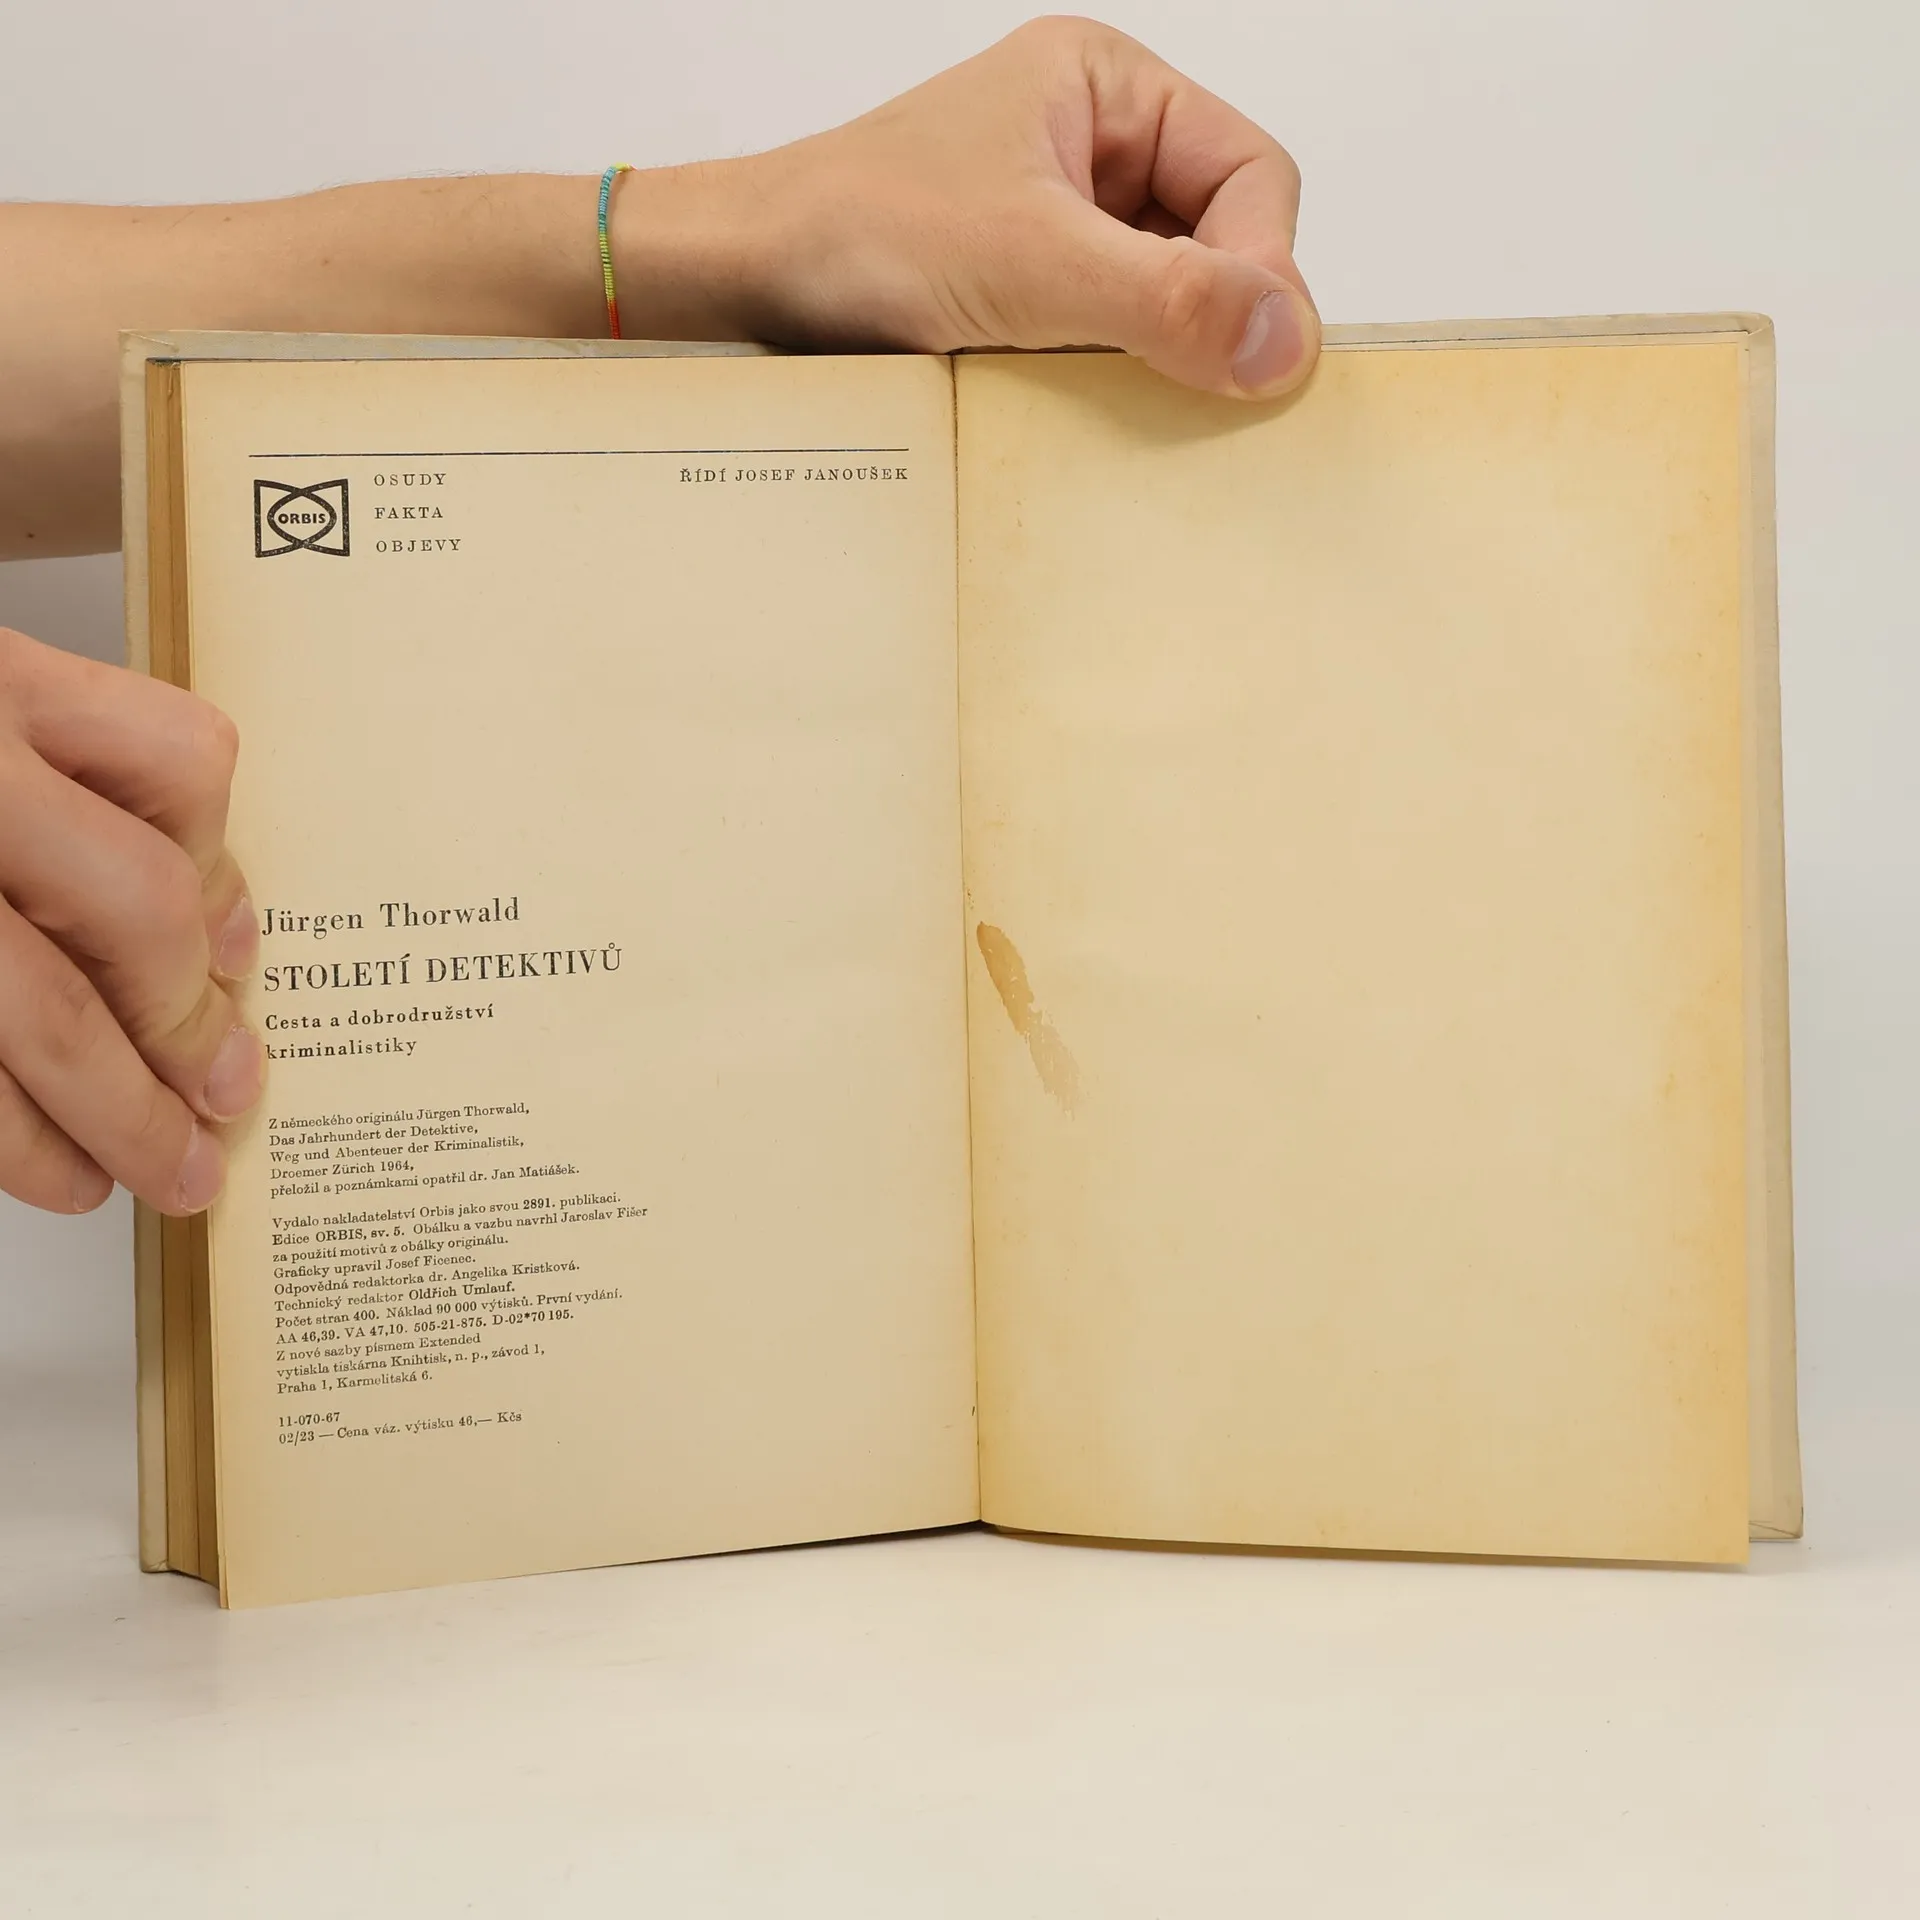 OSUDY
ŘÍDÍ JOSEF JANOUŠEK
ORBIS
FAKTA
OBJEVY
Jürgen Thorwald
STOLETÍ DETEKTIVŮ
Cesta a dobrodružství
kriminalistiky
Z německého originálu Jürgen Thorwald,
Das Jahrhundert der Detektive,
Weg und Abenteuer der Kriminalistik,
Droemer Zürich 1964,
přeložil a poznámkami opatřil dr. Jan Matiášek.
Vydalo nakladatelství Orbis jako svou 2891. publikaci.
Edice ORBIS, sv. 5. Obálku a vazbu navrhl Jaroslav Fišer
za použití motivů z obálky originálu.
Graficky upravil Josef Ficenec.
Odpovědná redaktorka dr. Angelika Kristková.
Technický redaktor Oldřich Umlauf.
Počet stran 400. Náklad 90 000 výtisků. První vydání.
AA 46,39. VA 47,10. 505-21-875. D-02*70195.
Z nové sazby písmem Extended
vytiskla tiskárna Knihtisk, n. p., závod 1,
Praha 1, Karmelitská 6.
11-070-67
02/23 — Cena váz. výtisku 46,— Kčs